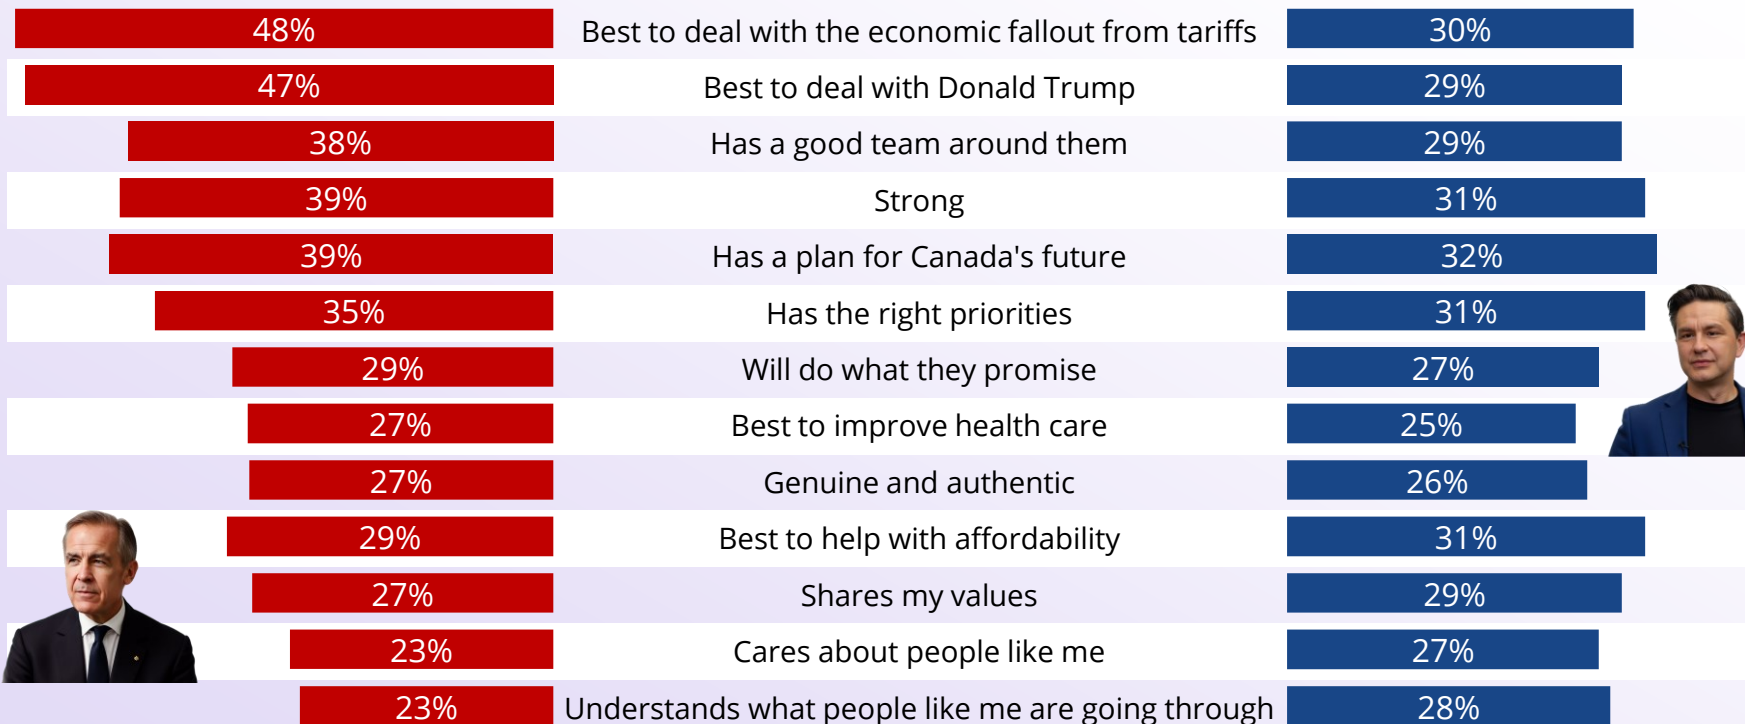 48% Best to deal with the economic fallout from tariffs 30%
47% Best to deal with Donald Trump 29%
38% Has a good team around them 29%
39% Strong 31%
39% Has a plan for Canada's future 32%
35% Has the right priorities 31%
29% Will do what they promise 27%
27% Best to improve health care 25%
27% Genuine and authentic 26%
29% Best to help with affordability 31%
27% Shares my values 29%
23% Cares about people like me 27%
23% Understands what people like me are going through 28%